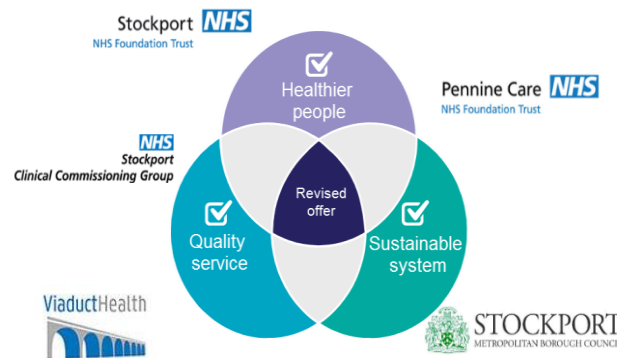 Stockport NHS
NHS Foundation Trust
Healthier
people
Pennine Care NHS
NHS Foundation Trust
NHS
Stockport
Clinical Commissioning Group
Revised
offer
Quality
service
Sustainable
system
ViaductHealth
STOCKPORT
METROPOLITAN BOROUGH COUNCI